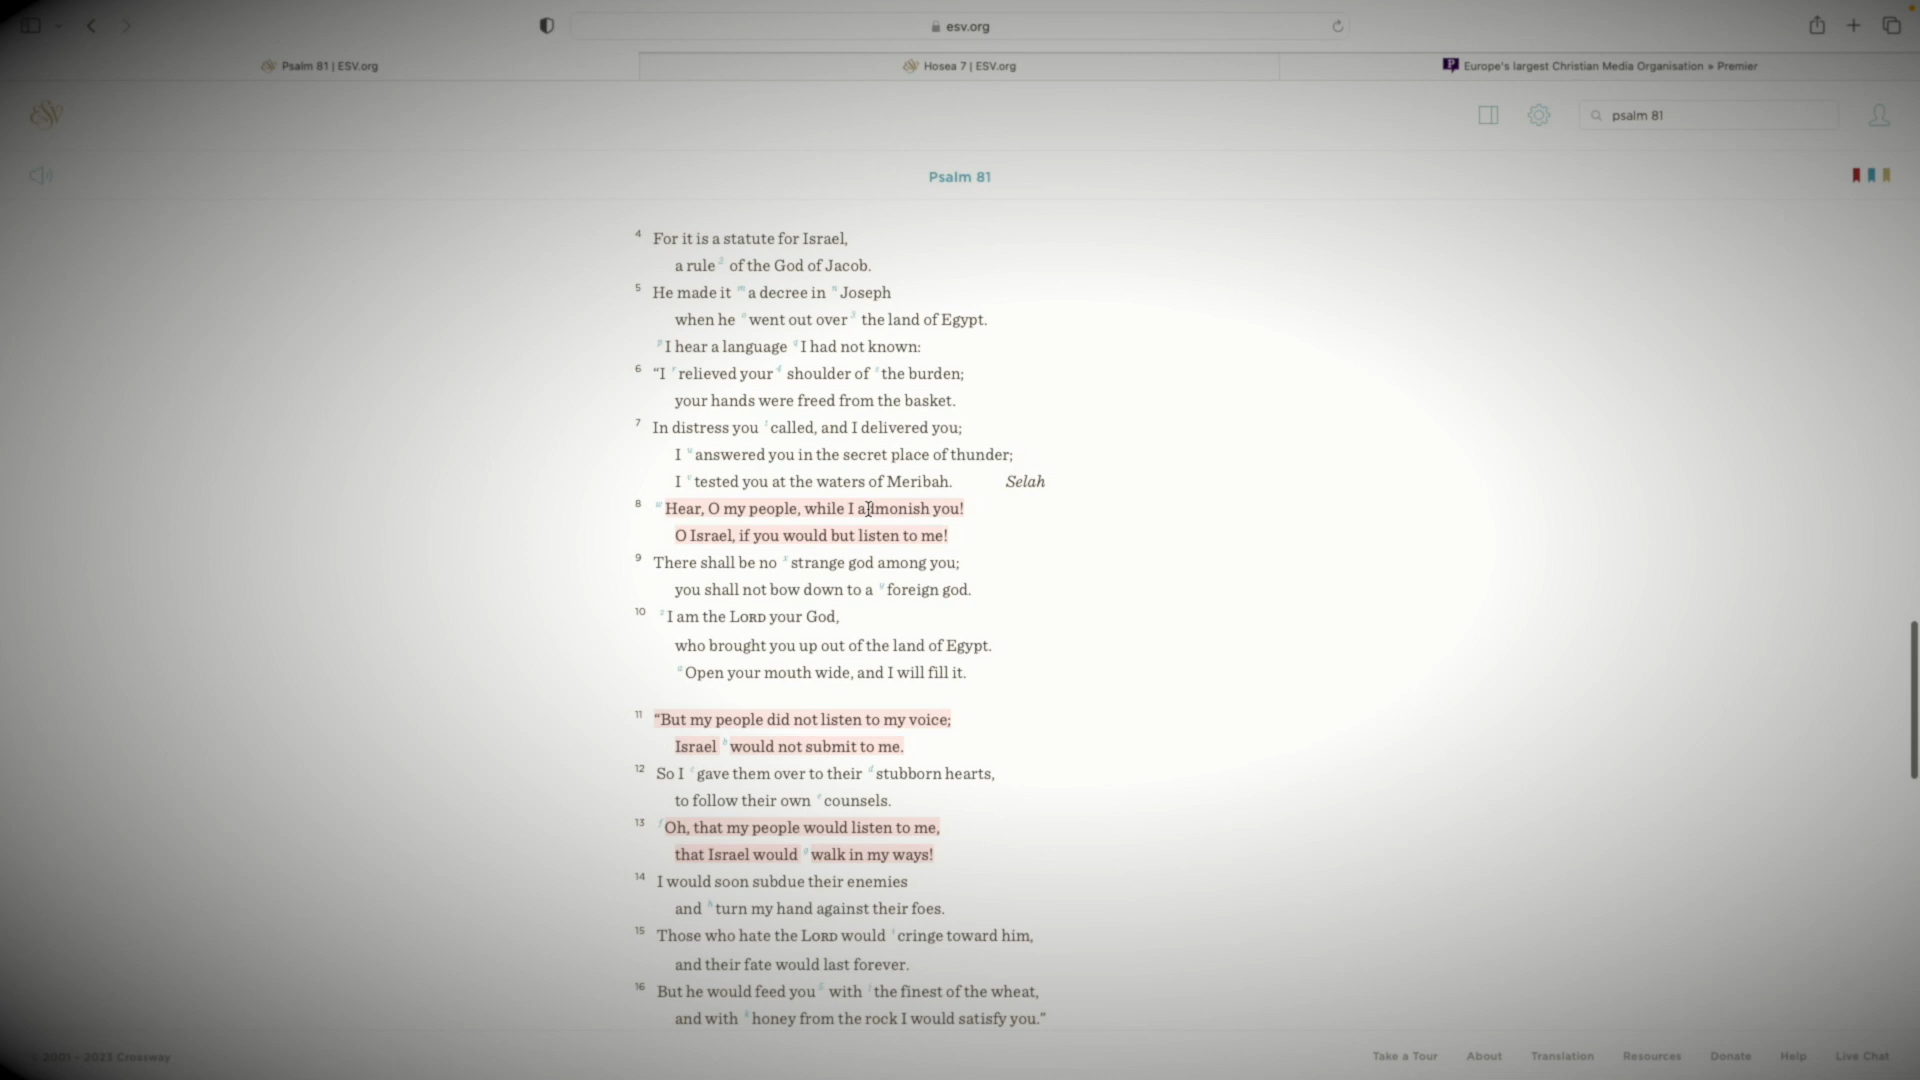 esv.org
Psalm 81 | ESV.org
Hosea 7 | ESV.org
Europe's largest Christian Media Organisation » Premier
ESV
psalm 81
Psalm 81
4 For it is a statute for Israel,
a rule 2 of the God of Jacob.
5 He made it m a decree in n Joseph
when he o went out over 3 the land of Egypt.
p I hear a language q I had not known:
6 “I r relieved your 4 shoulder of s the burden;
your hands were freed from the basket.
7 In distress you t called, and I delivered you;
I u answered you in the secret place of thunder;
I v tested you at the waters of Meribah. Selah
8 w Hear, O my people, while I admonish you!
O Israel, if you would but listen to me!
9 There shall be no x strange god among you;
you shall not bow down to a y foreign god.
10 z I am the LORD your God,
who brought you up out of the land of Egypt.
a Open your mouth wide, and I will fill it.
11 “But my people did not listen to my voice;
Israel b would not submit to me.
12 So I c gave them over to their d stubborn hearts,
to follow their own e counsels.
13 f Oh, that my people would listen to me,
that Israel would g walk in my ways!
14 I would soon subdue their enemies
and h turn my hand against their foes.
15 Those who hate the LORD would i cringe toward him,
and their fate would last forever.
16 But he would feed you 5 with j the finest of the wheat,
and with k honey from the rock I would satisfy you.”
© 2001 – 2023 Crossway
Take a Tour
About
Translation
Resources
Donate
Help
Live Chat